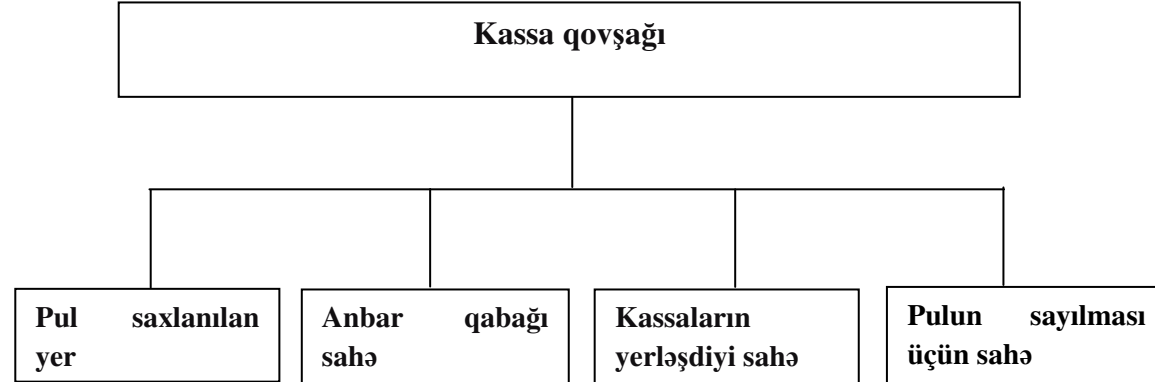 Kassa qovşağı
Pul saxlanılan
yer
Anbar qabağı
sahə
Kassaların
yerləşdiyi sahə
Pulun sayılması
üçün sahə